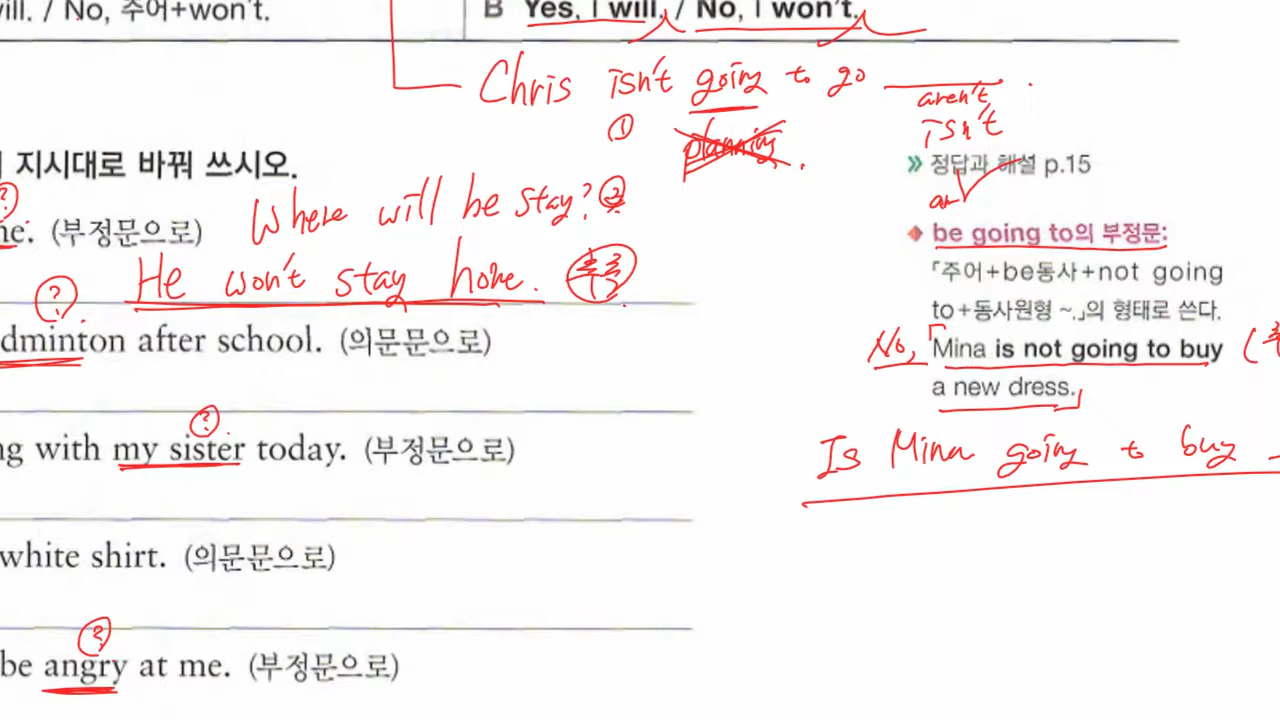 ill. / No, 주어+won't.
B Yes, I will. / No, I won't.
Chris isn't going to go
①
planning
aren't
isn't
지시대로 바꿔 쓰시오.
» 정답과 해설 p.15
Where will he stay?
?
ne. (부정문으로)
be going to의 부정문:
He won't stay home.
「주어+be동사+not going
to+동사원형 ~.」의 형태로 쓴다.
?
dminton after school. (의문문으로)
No, 「Mina is not going to buy
a new dress.」
?
ng with my sister today. (부정문으로)
Is Mina going to buy
white shirt. (의문문으로)
?
be angry at me. (부정문으로)